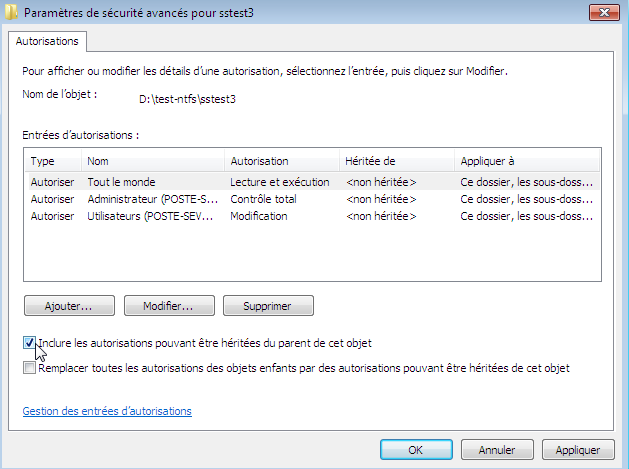 Paramètres de sécurité avancés pour sstest3
Autorisations
Pour afficher ou modifier les détails d'une autorisation, sélectionnez l'entrée, puis cliquez sur Modifier.
Nom de l'objet : D:\test-ntfs\sstest3
Entrées d'autorisations :
Type Nom Autorisation Héritée de Appliquer à
Autoriser Tout le monde Lecture et exécution <non héritée> Ce dossier, les sous-doss...
Autoriser Administrateur (POSTE-S... Contrôle total <non héritée> Ce dossier, les sous-doss...
Autoriser Utilisateurs (POSTE-SEV... Modification <non héritée> Ce dossier, les sous-doss...
Ajouter... Modifier... Supprimer
Inclure les autorisations pouvant être héritées du parent de cet objet
Remplacer toutes les autorisations des objets enfants par des autorisations pouvant être héritées de cet objet
Gestion des entrées d'autorisations
OK Annuler Appliquer